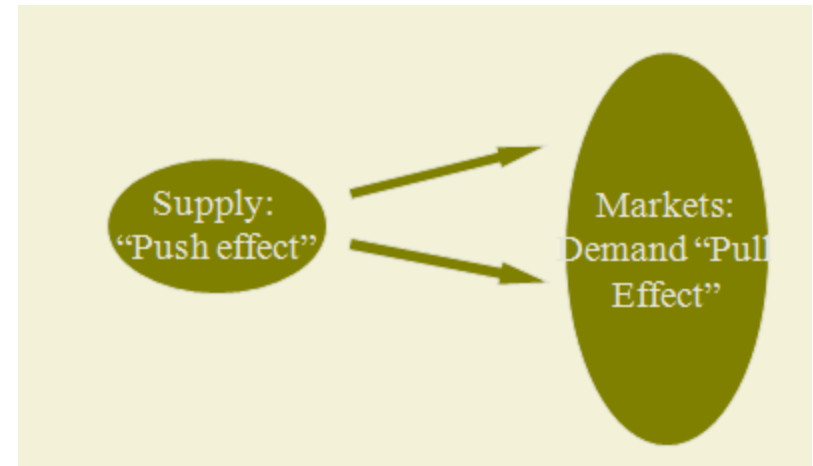 Supply:
“Push effect”
Markets:
Demand “Pull
Effect”